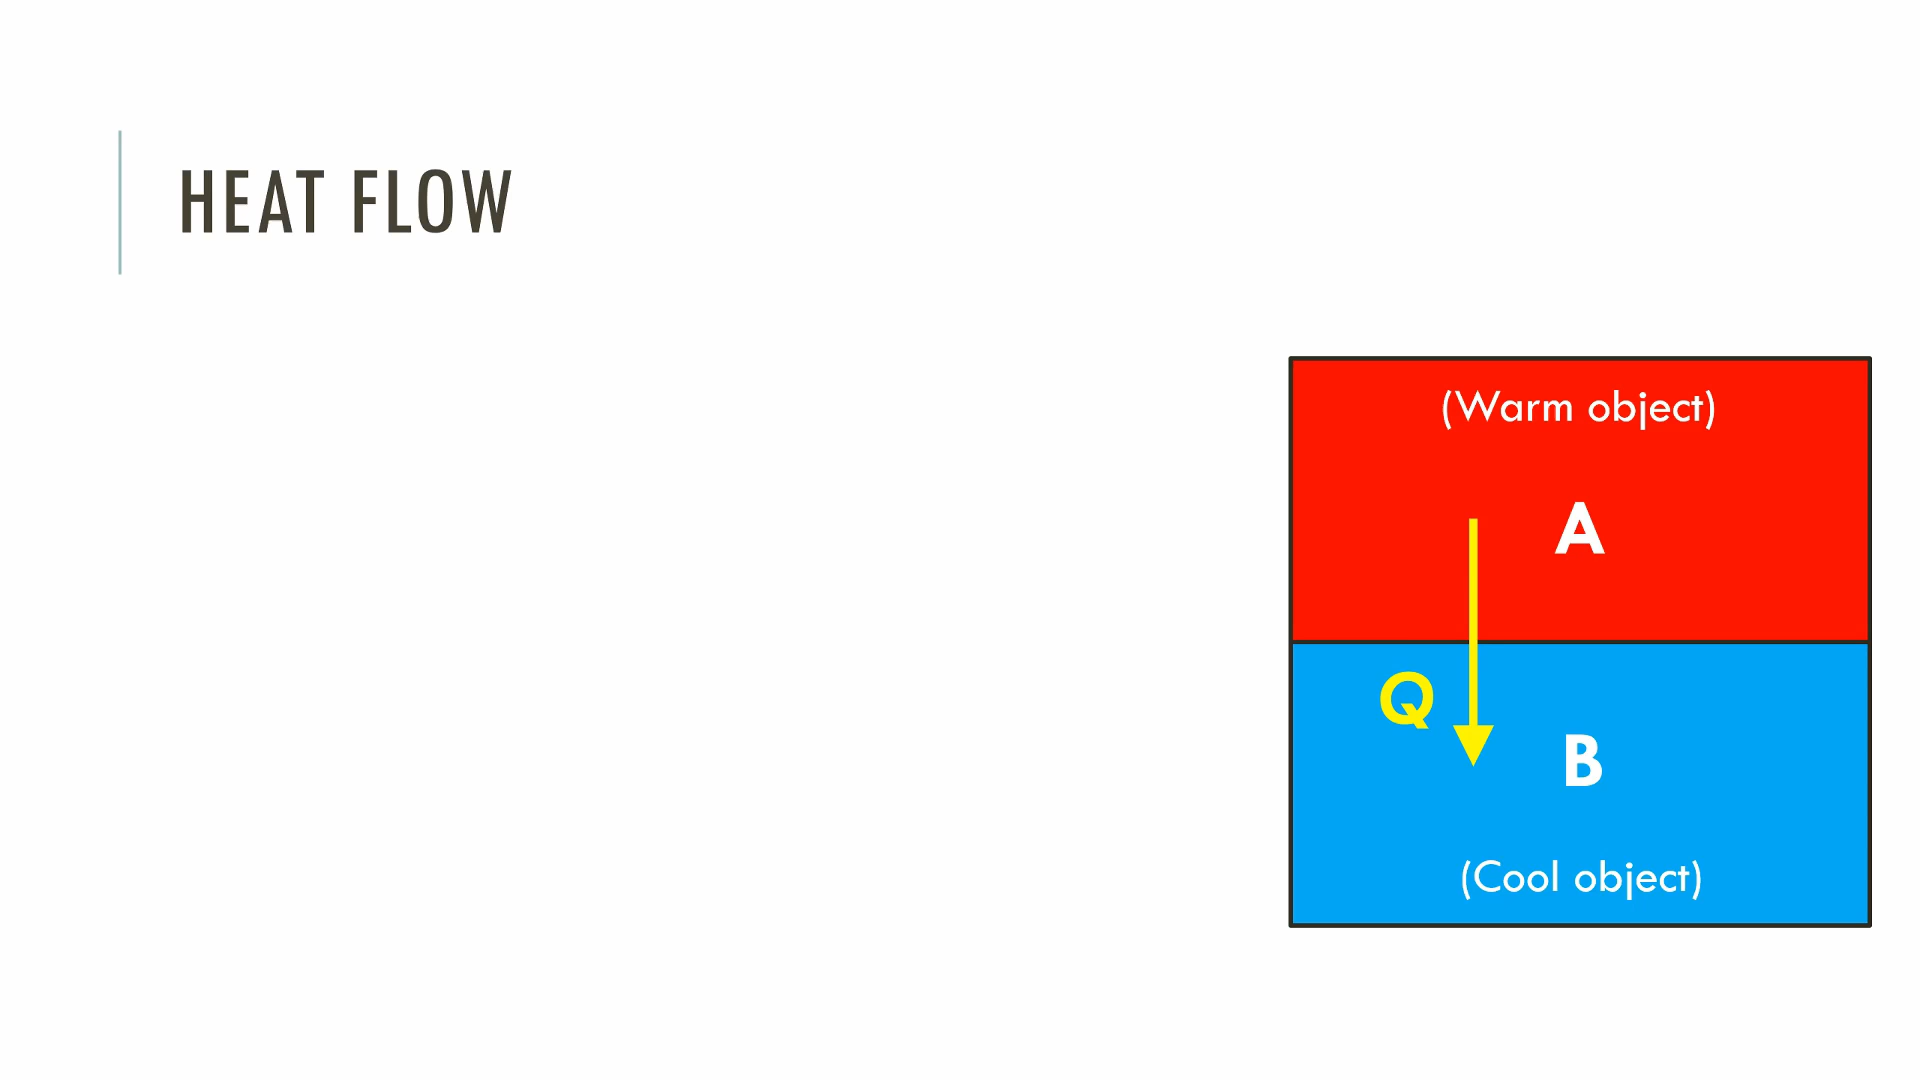 HEAT FLOW
(Warm object)
A
Q
B
(Cool object)